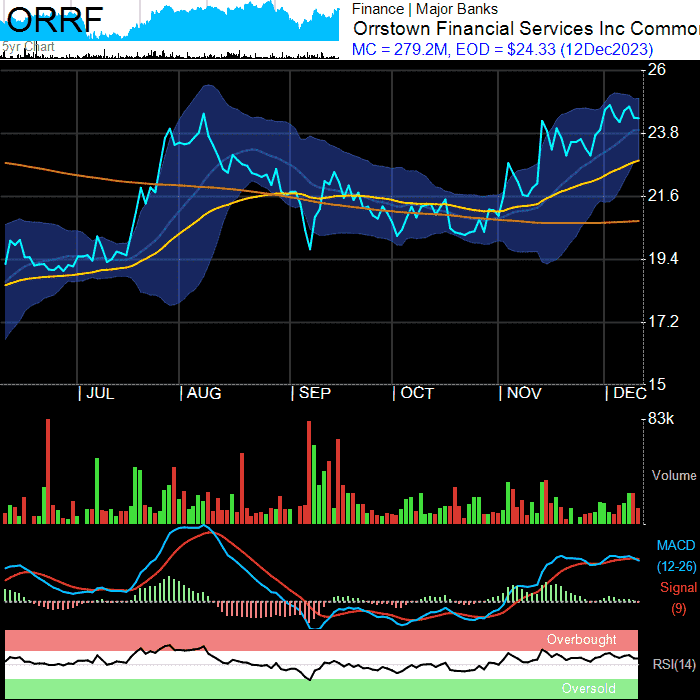 ORRF
5yr Chart
Finance | Major Banks
Orrstown Financial Services Inc Commo
MC = 279.2M, EOD = $24.33 (12Dec2023)
26
23.8
21.6
19.4
17.2
15
| JUL
| AUG
| SEP
| OCT
| NOV
| DEC
83k
Volume
MACD
(12-26)
Signal
(9)
Overbought
RSI(14)
Oversold